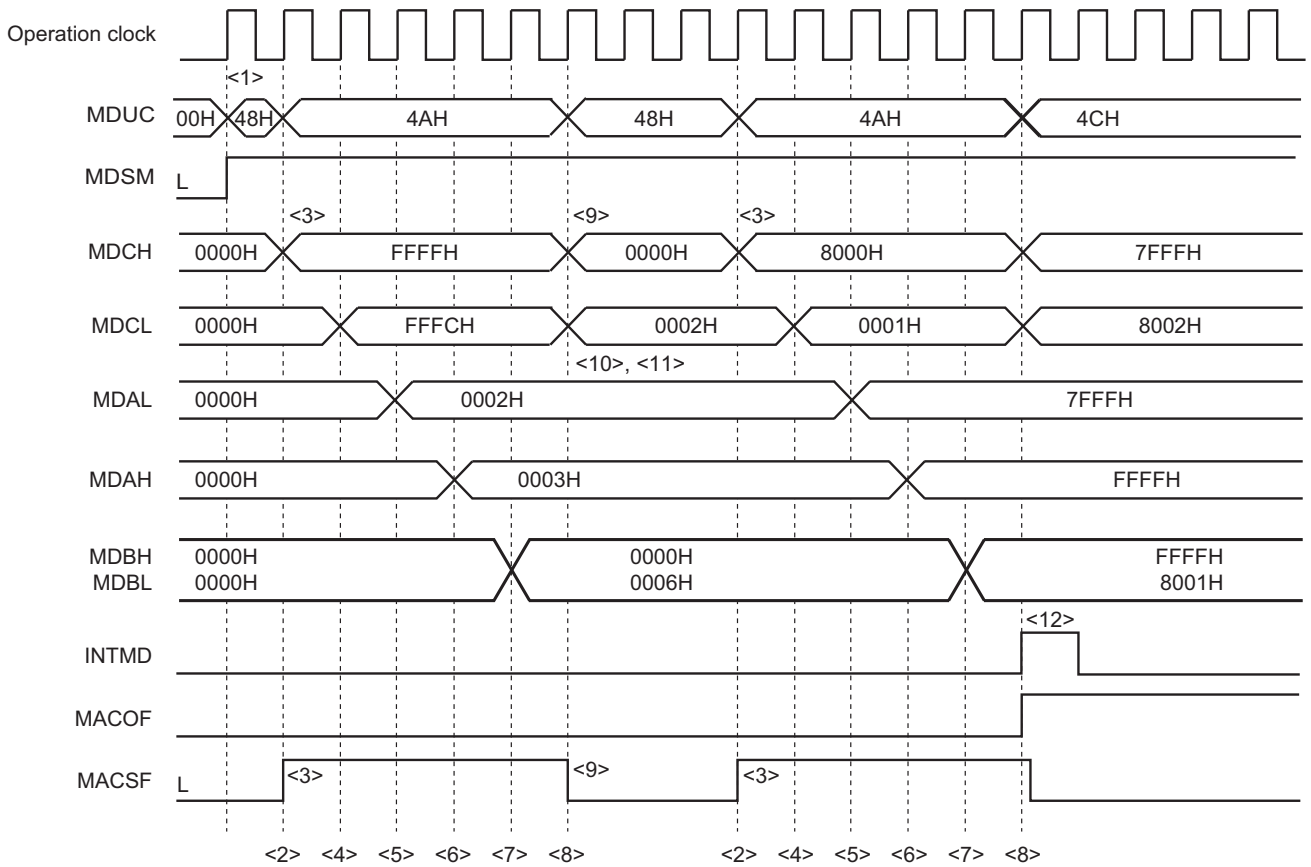 Operation clock
<1>
MDUC 00H 48H 4AH 48H 4AH 4CH
MDSM L
<3> <9> <3>
MDCH 0000H FFFFH 0000H 8000H 7FFFH
MDCL 0000H FFFCH 0002H 0001H 8002H
<10>, <11>
MDAL 0000H 0002H 7FFFH
MDAH 0000H 0003H FFFFH
MDBH 0000H 0000H FFFFH
MDBL 0000H 0006H 8001H
<12>
INTMD
MACOF
MACSF L <3> <9> <3>
<2> <4> <5> <6> <7> <8> <2> <4> <5> <6> <7> <8>